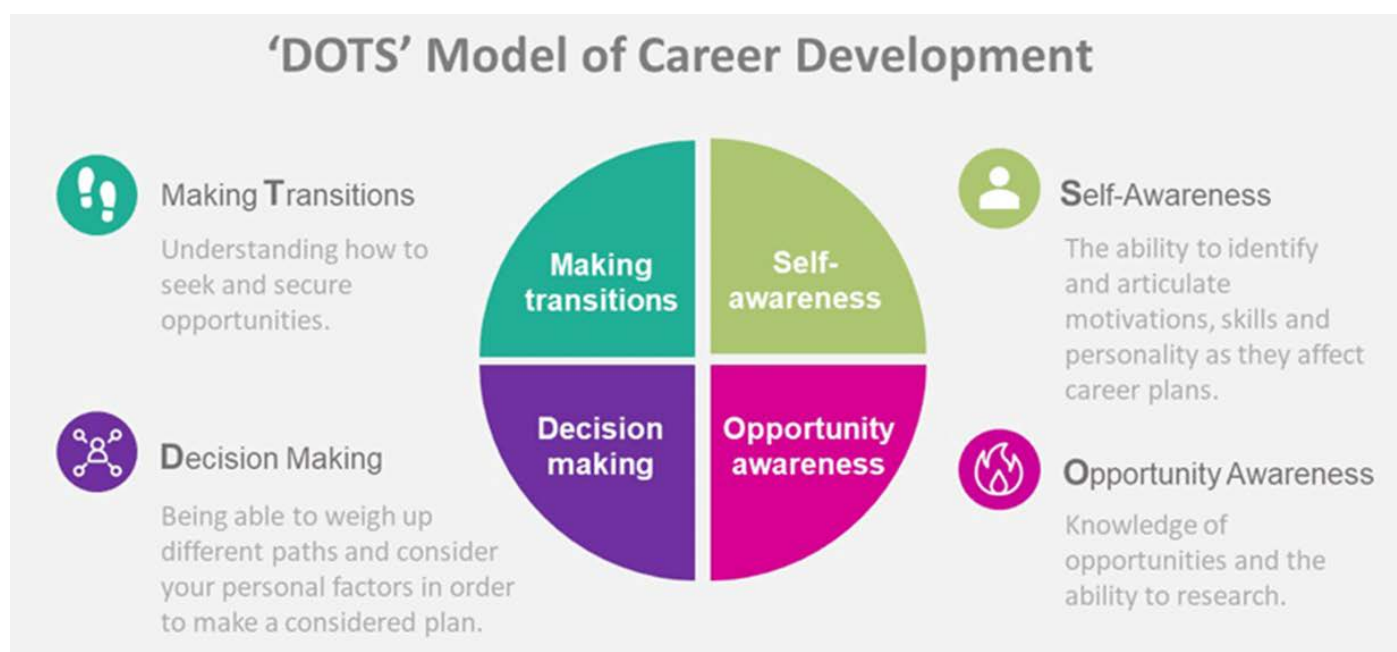 ‘DOTS’ Model of Career Development
Making Transitions
Understanding how to
seek and secure
opportunities.
Decision Making
Being able to weigh up
different paths and consider
your personal factors in order
to make a considered plan.
Making
transitions
Self-
awareness
Decision
making
Opportunity
awareness
Self-Awareness
The ability to identify
and articulate
motivations, skills and
personality as they affect
career plans.
Opportunity Awareness
Knowledge of
opportunities and the
ability to research.